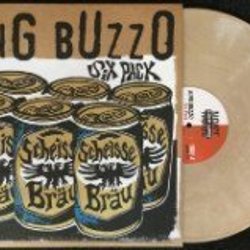 NG BUZZO
SIX PACK
Scheisse
Bräu
Scheisse
Bräu